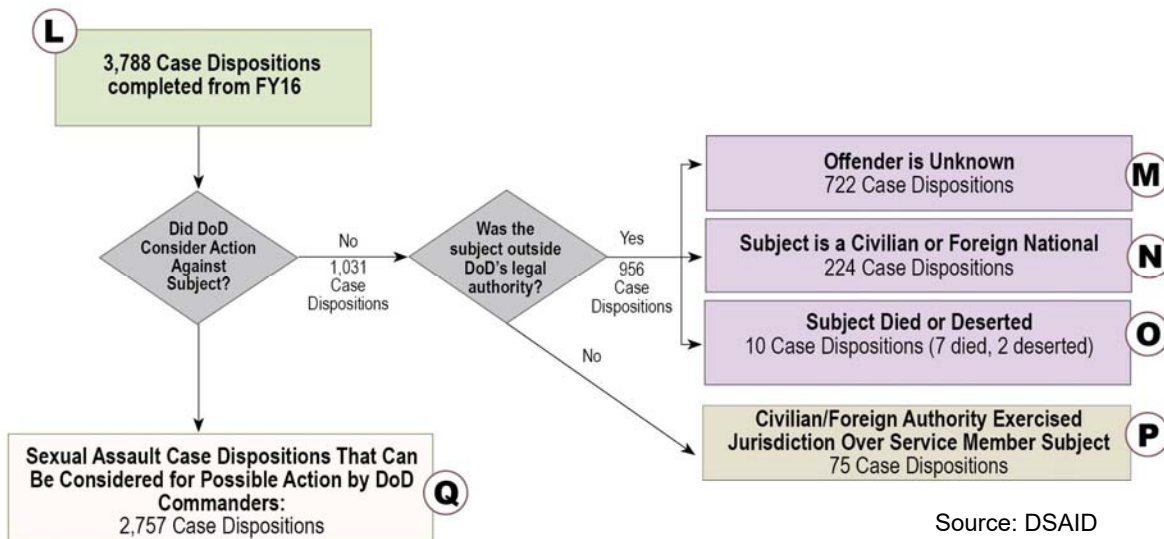 L
3,788 Case Dispositions
completed from FY16
Did DoD
Consider Action
Against
Subject?
No
1,031
Case
Dispositions
Was the
subject outside
DoD's legal
authority?
Yes
956
Case
Dispositions
Offender is Unknown
722 Case Dispositions
M
Subject is a Civilian or Foreign National
224 Case Dispositions
N
Subject Died or Deserted
10 Case Dispositions (7 died, 2 deserted)
O
No
Civilian/Foreign Authority Exercised
Jurisdiction Over Service Member Subject
75 Case Dispositions
P
Sexual Assault Case Dispositions That Can
Be Considered for Possible Action by DoD
Commanders:
2,757 Case Dispositions
Q
Source: DSAID